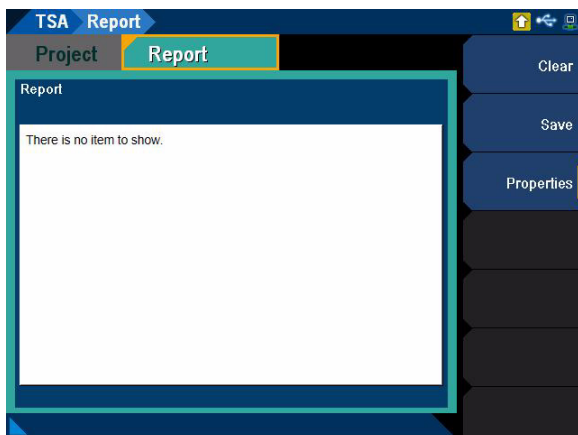 TSA Report
Project Report
Report
There is no item to show.
Clear
Save
Properties